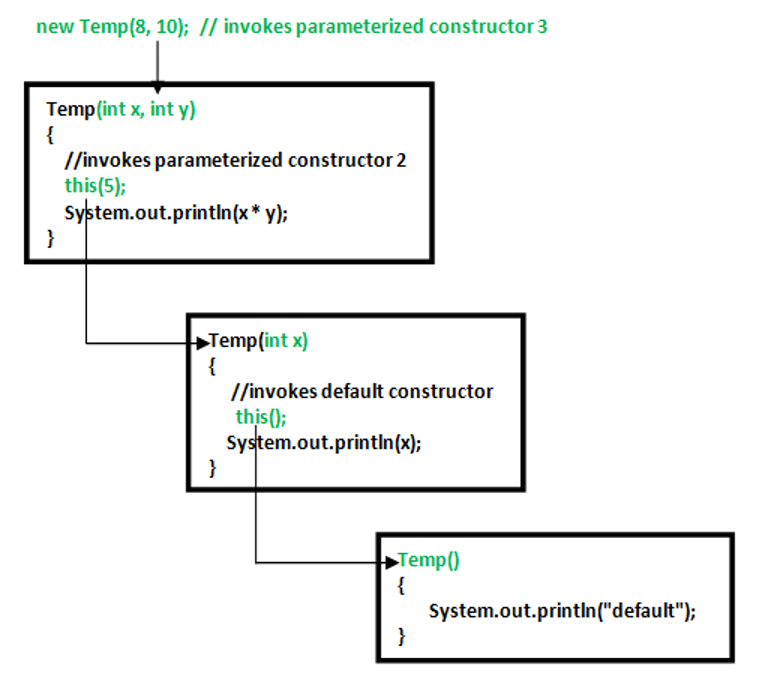 new Temp(8, 10);  // invokes parameterized constructor 3
Temp(int x, int y)
{
//invokes parameterized constructor 2
this(5);
System.out.println(x * y);
}
Temp(int x)
{
//invokes default constructor
this();
System.out.println(x);
}
Temp()
{
System.out.println("default");
}